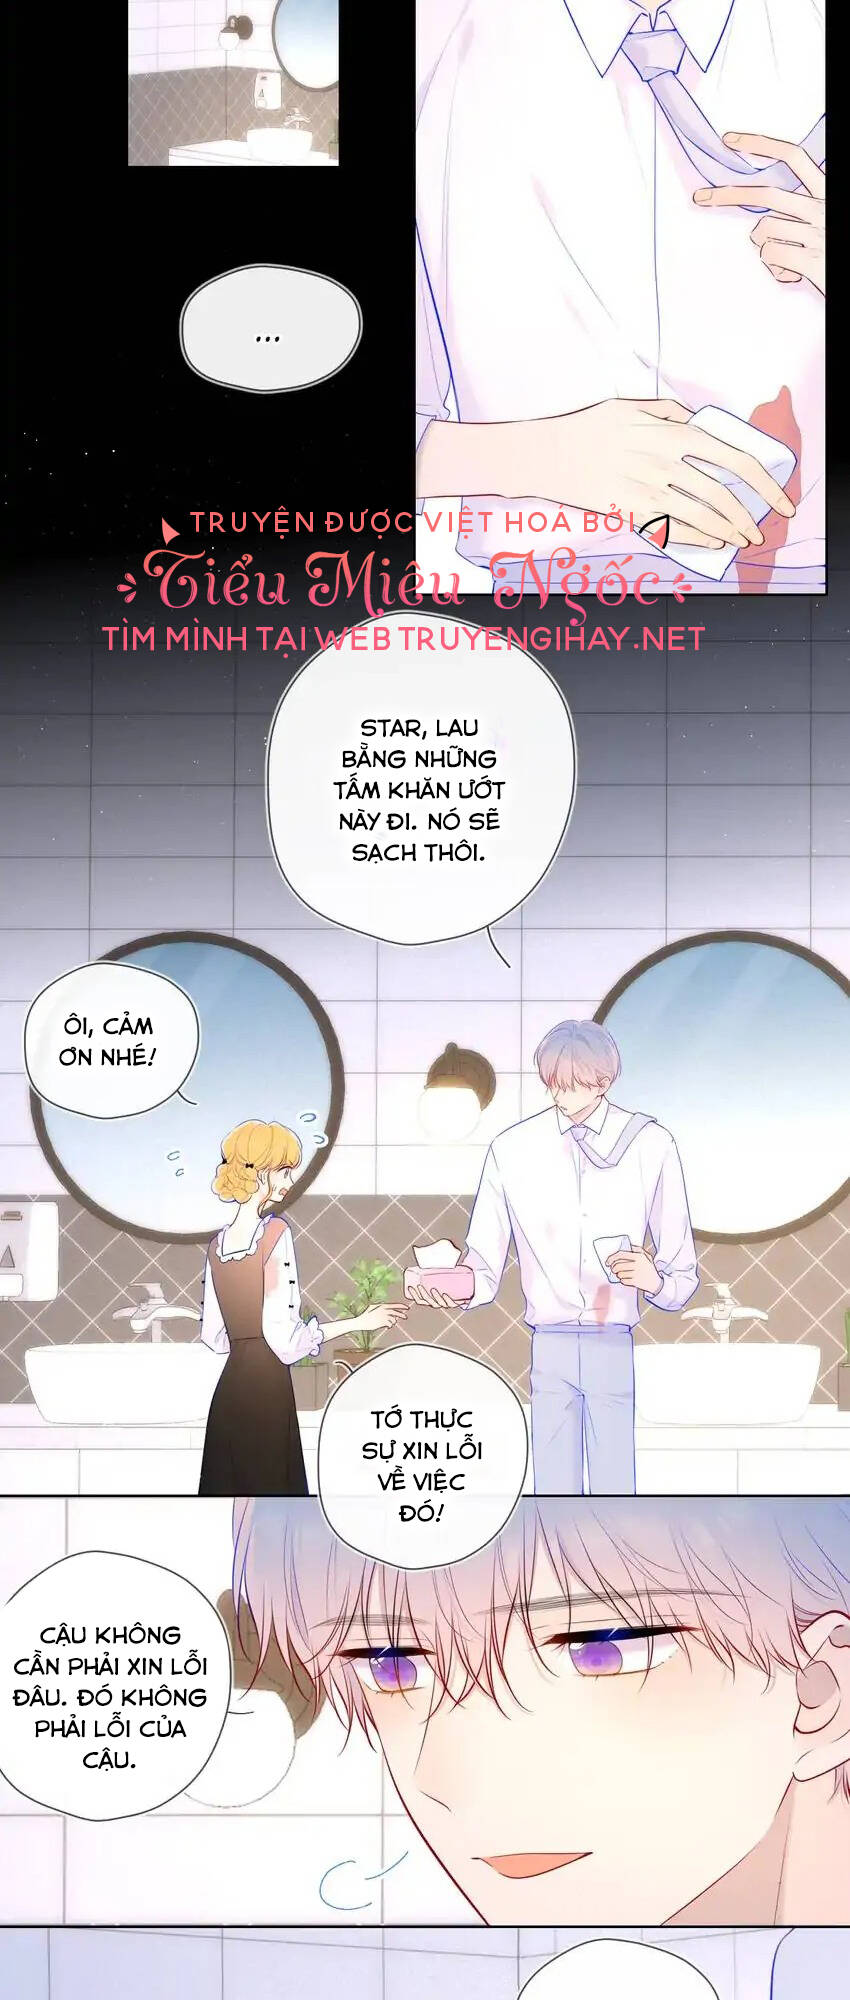 ...
TRUYỆN ĐƯỢC VIỆT HOÁ BỞI
Tiểu Miêu Ngốc
TÌM MÌNH TẠI WEB TRUYENGIHAY.NET
STAR, LAU
BẰNG NHỮNG
TẤM KHĂN ƯỚT
NÀY ĐI. NÓ SẼ
SẠCH THÔI.
ÔI, CẢM
ƠN NHÉ!
TỚ THỰC
SỰ XIN LỖI
VỀ VIỆC
ĐÓ!
CẬU KHÔNG
CẦN PHẢI XIN LỖI
ĐÂU. ĐÓ KHÔNG
PHẢI LỖI CỦA
CẬU.